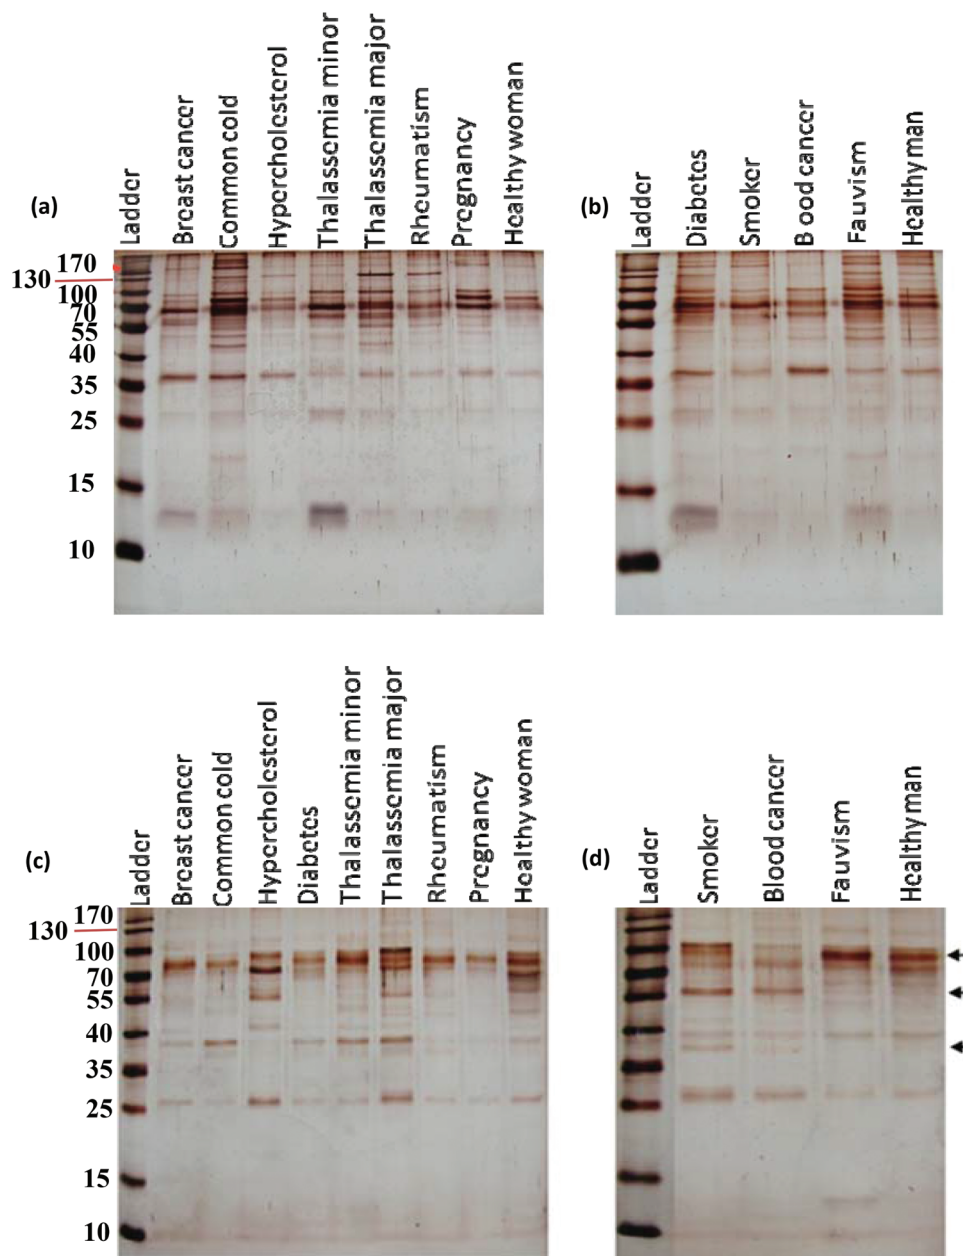 (a)
Ladder
Breast cancer
Common cold
Hypercholesterol
Thalassemia minor
Thalassemia major
Rheumatism
Pregnancy
Healthy woman
170
130
100
70
55
40
35
25
15
10
(b)
Ladder
Diabetes
Smoker
Blood cancer
Fauvism
Healthy man
(c)
Ladder
Breast cancer
Common cold
Hypercholesterol
Diabetes
Thalassemia minor
Thalassemia major
Rheumatism
Pregnancy
Healthy woman
170
130
100
70
55
40
35
25
15
10
(d)
Ladder
Smoker
Blood cancer
Fauvism
Healthy man